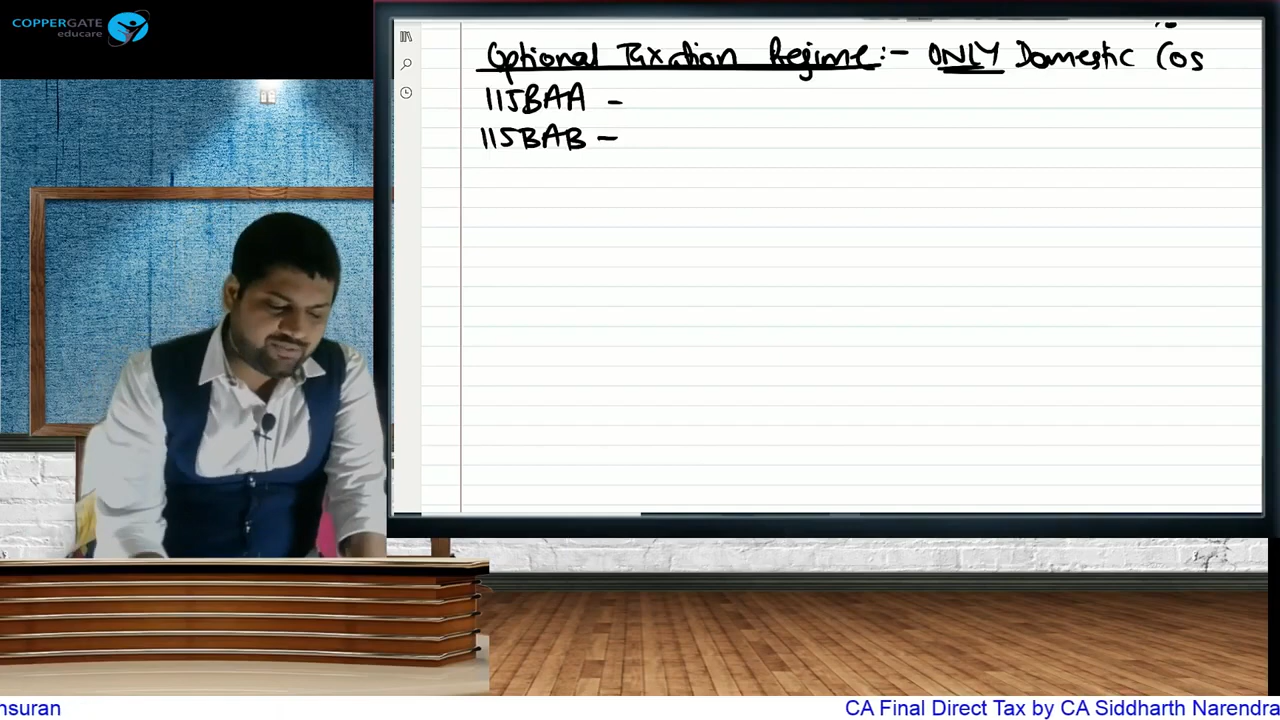 COPPERGATE
educare
Optional Taxation Regime :- ONLY Domestic Cos
115BAA -
115BAB -
nsuran
CA Final Direct Tax by CA Siddharth Narendra